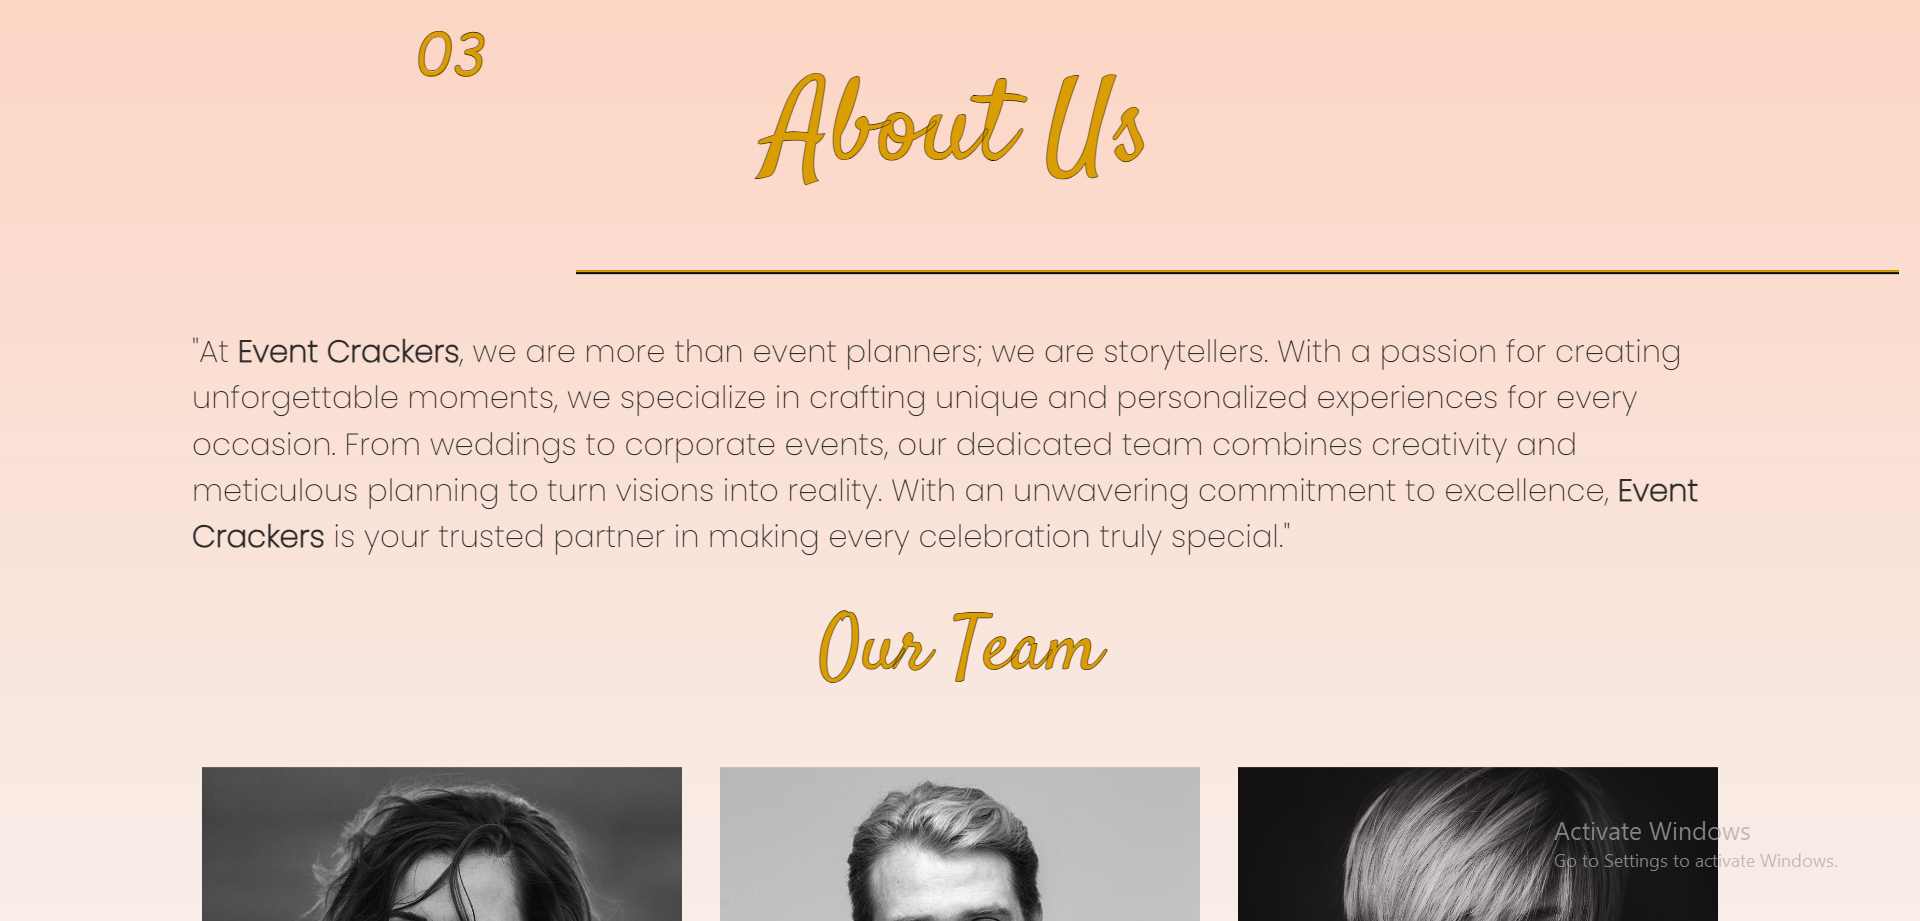 03
About Us
"At Event Crackers, we are more than event planners; we are storytellers. With a passion for creating
unforgettable moments, we specialize in crafting unique and personalized experiences for every
occasion. From weddings to corporate events, our dedicated team combines creativity and
meticulous planning to turn visions into reality. With an unwavering commitment to excellence, Event
Crackers is your trusted partner in making every celebration truly special."
Our Team
Activate Windows
Go to Settings to activate Windows.